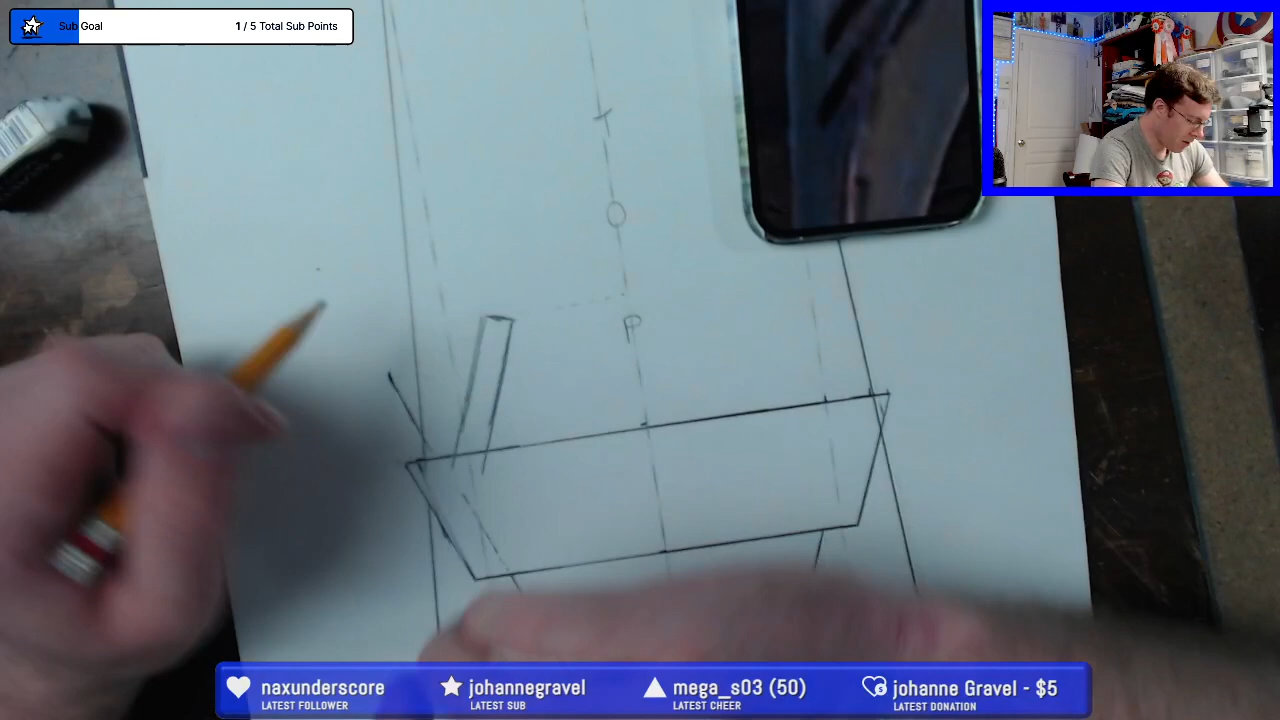 Sub Goal 1 / 5 Total Sub Points
P
naxunderscore johannegravel mega_s03 (50) johanne Gravel - $5
LATEST FOLLOWER LATEST SUB LATEST CHEER LATEST DONATION